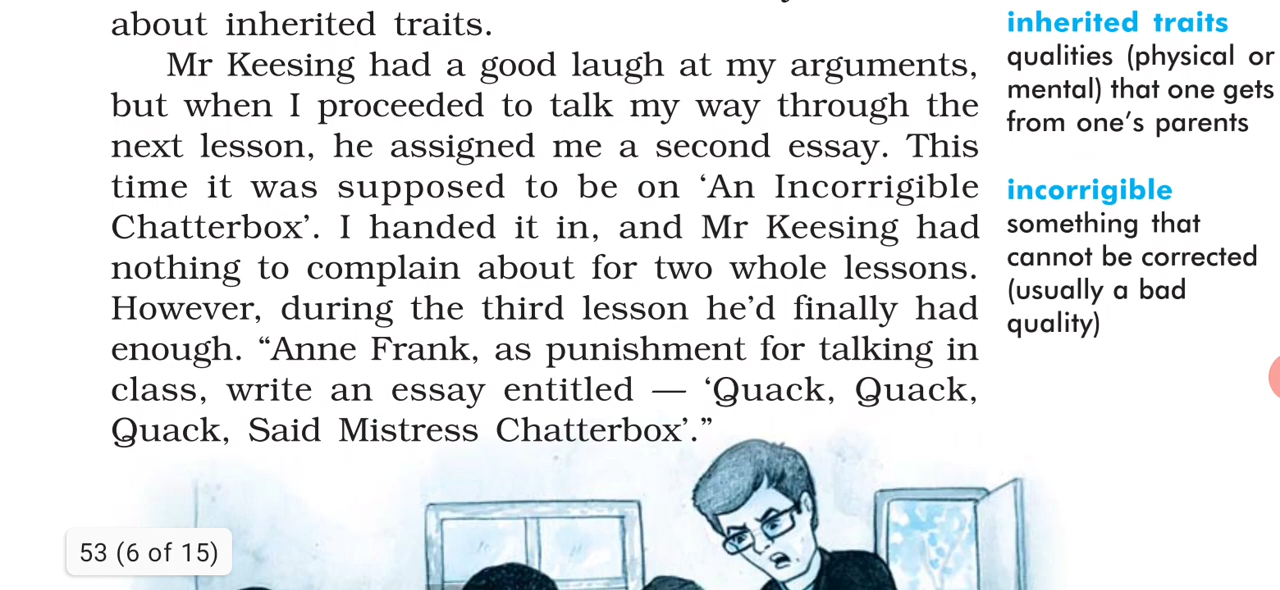 about inherited traits.
Mr Keesing had a good laugh at my arguments,
but when I proceeded to talk my way through the
next lesson, he assigned me a second essay. This
time it was supposed to be on ‘An Incorrigible
Chatterbox’. I handed it in, and Mr Keesing had
nothing to complain about for two whole lessons.
However, during the third lesson he’d finally had
enough. “Anne Frank, as punishment for talking in
class, write an essay entitled — ‘Quack, Quack,
Quack, Said Mistress Chatterbox’.”
inherited traits
qualities (physical or
mental) that one gets
from one’s parents
incorrigible
something that
cannot be corrected
(usually a bad
quality)
53 (6 of 15)